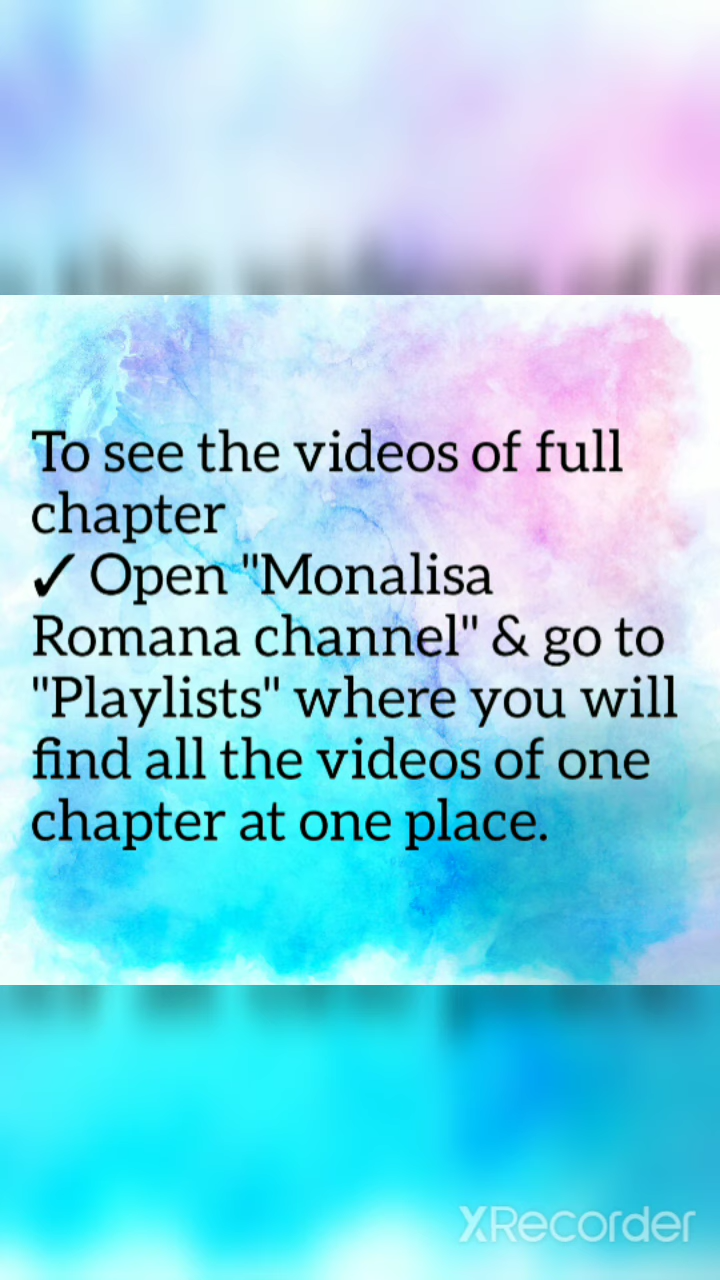 To see the videos of full
chapter
✓ Open "Monalisa
Romana channel" & go to
"Playlists" where you will
find all the videos of one
chapter at one place.
XRecorder